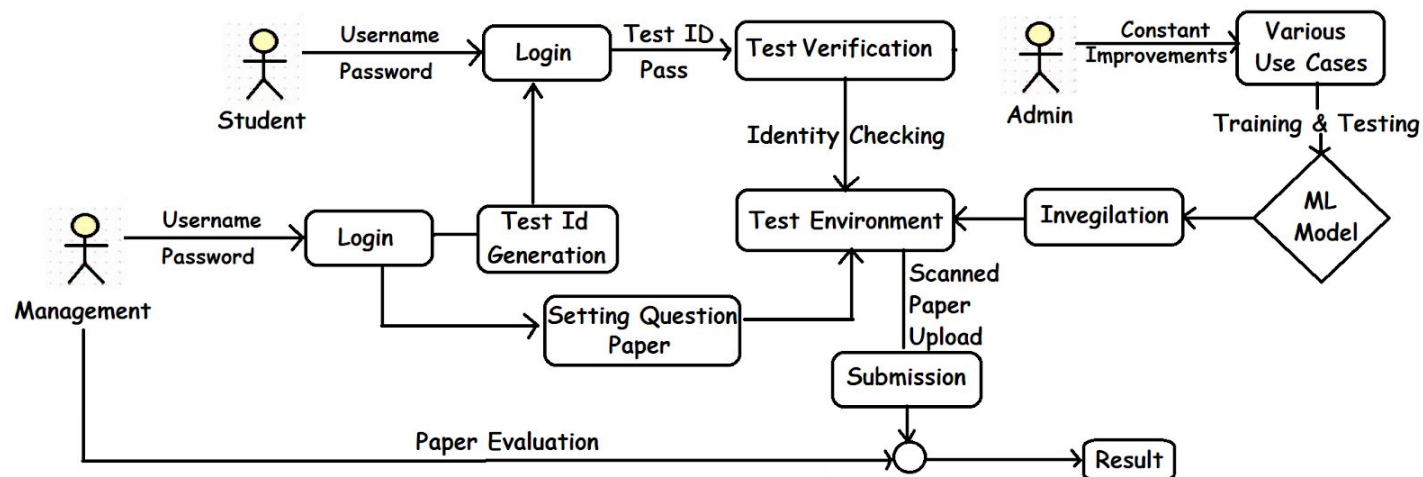 Username
Password
Student
Login
Test ID
Pass
Test Verification
Constant
Improvements
Admin
Various
Use Cases
Identity Checking
Training & Testing
Username
Password
Management
Login
Test Id
Generation
Test Environment
Invegilation
ML
Model
Setting Question
Paper
Scanned
Paper
Upload
Submission
Paper Evaluation
Result